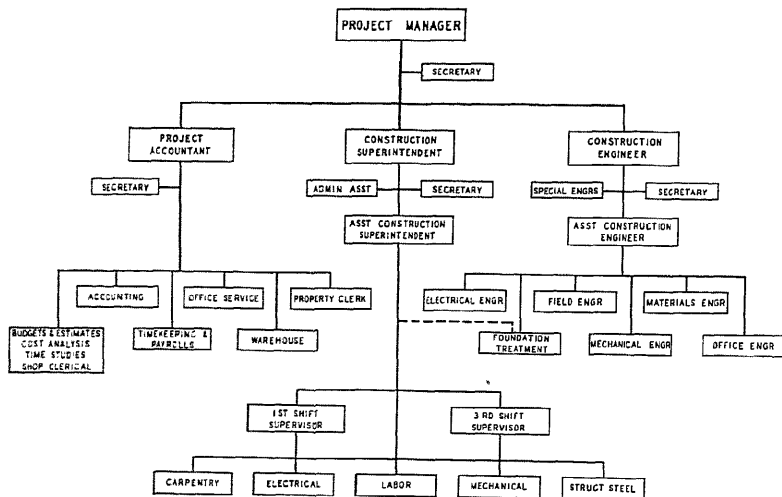 PROJECT MANAGER
SECRETARY
PROJECT
ACCOUNTANT
CONSTRUCTION
SUPERINTENDENT
CONSTRUCTION
ENGINEER
SECRETARY
ADMIN ASST
SECRETARY
SPECIAL ENGRS
SECRETARY
ASST CONSTRUCTION
SUPERINTENDENT
ASST CONSTRUCTION
ENGINEER
ACCOUNTING
OFFICE SERVICE
PROPERTY CLERK
ELECTRICAL ENGR
FIELD ENGR
MATERIALS ENGR
BUDGETS & ESTIMATES
COST ANALYSIS
TIME STUDIES
SHOP CLERICAL
TIMEKEEPING &
PAYROLLS
WAREHOUSE
FOUNDATION
TREATMENT
MECHANICAL ENGR
OFFICE ENGR
1ST SHIFT
SUPERVISOR
3RD SHIFT
SUPERVISOR
CARPENTRY
ELECTRICAL
LABOR
MECHANICAL
STRUCT STEEL